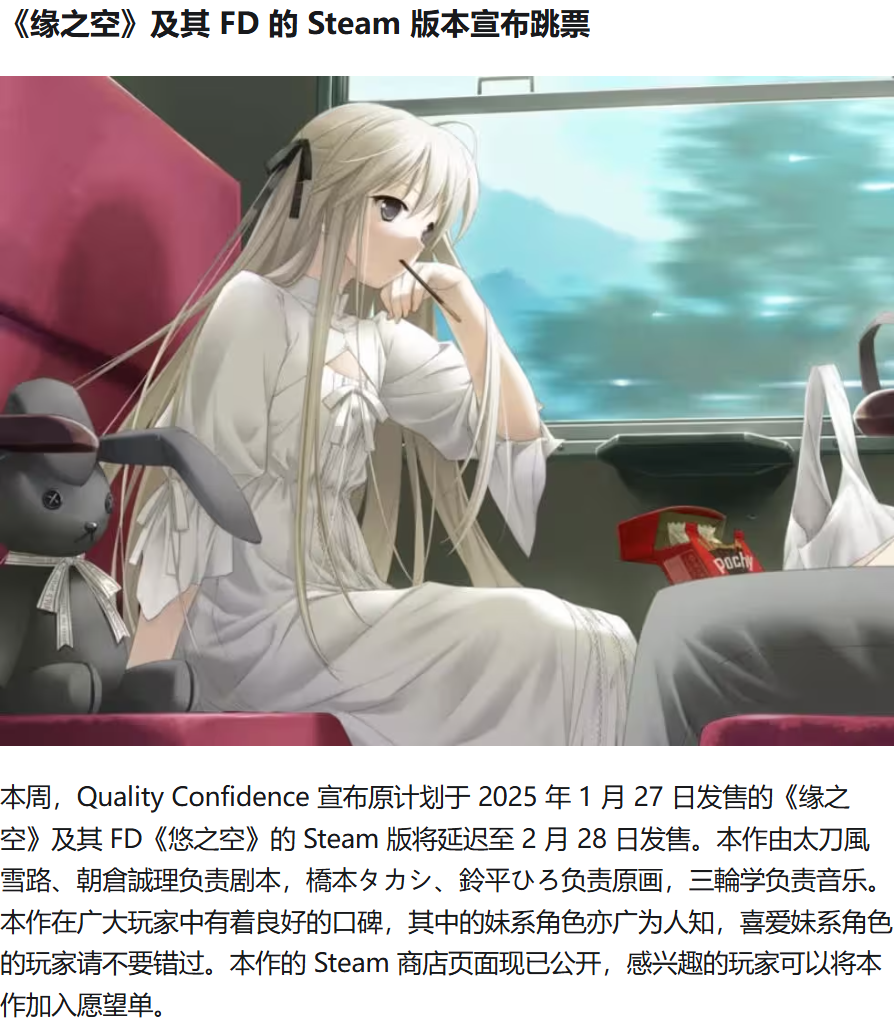 《缘之空》及其 FD 的 Steam 版本宣布跳票
Pochy
本周，Quality Confidence 宣布原计划于 2025 年 1 月 27 日发售的《缘之
空》及其 FD《悠之空》的 Steam 版将延迟至 2 月 28 日发售。本作由太刀風
雪路、朝倉誠理负责剧本，橋本タカシ、鈴平ひろ负责原画，三輪学负责音乐。
本作在广大玩家中有着良好的口碑，其中的妹系角色亦广为人知，喜爱妹系角色
的玩家请不要错过。本作的 Steam 商店页面现已公开，感兴趣的玩家可以将本
作加入愿望单。